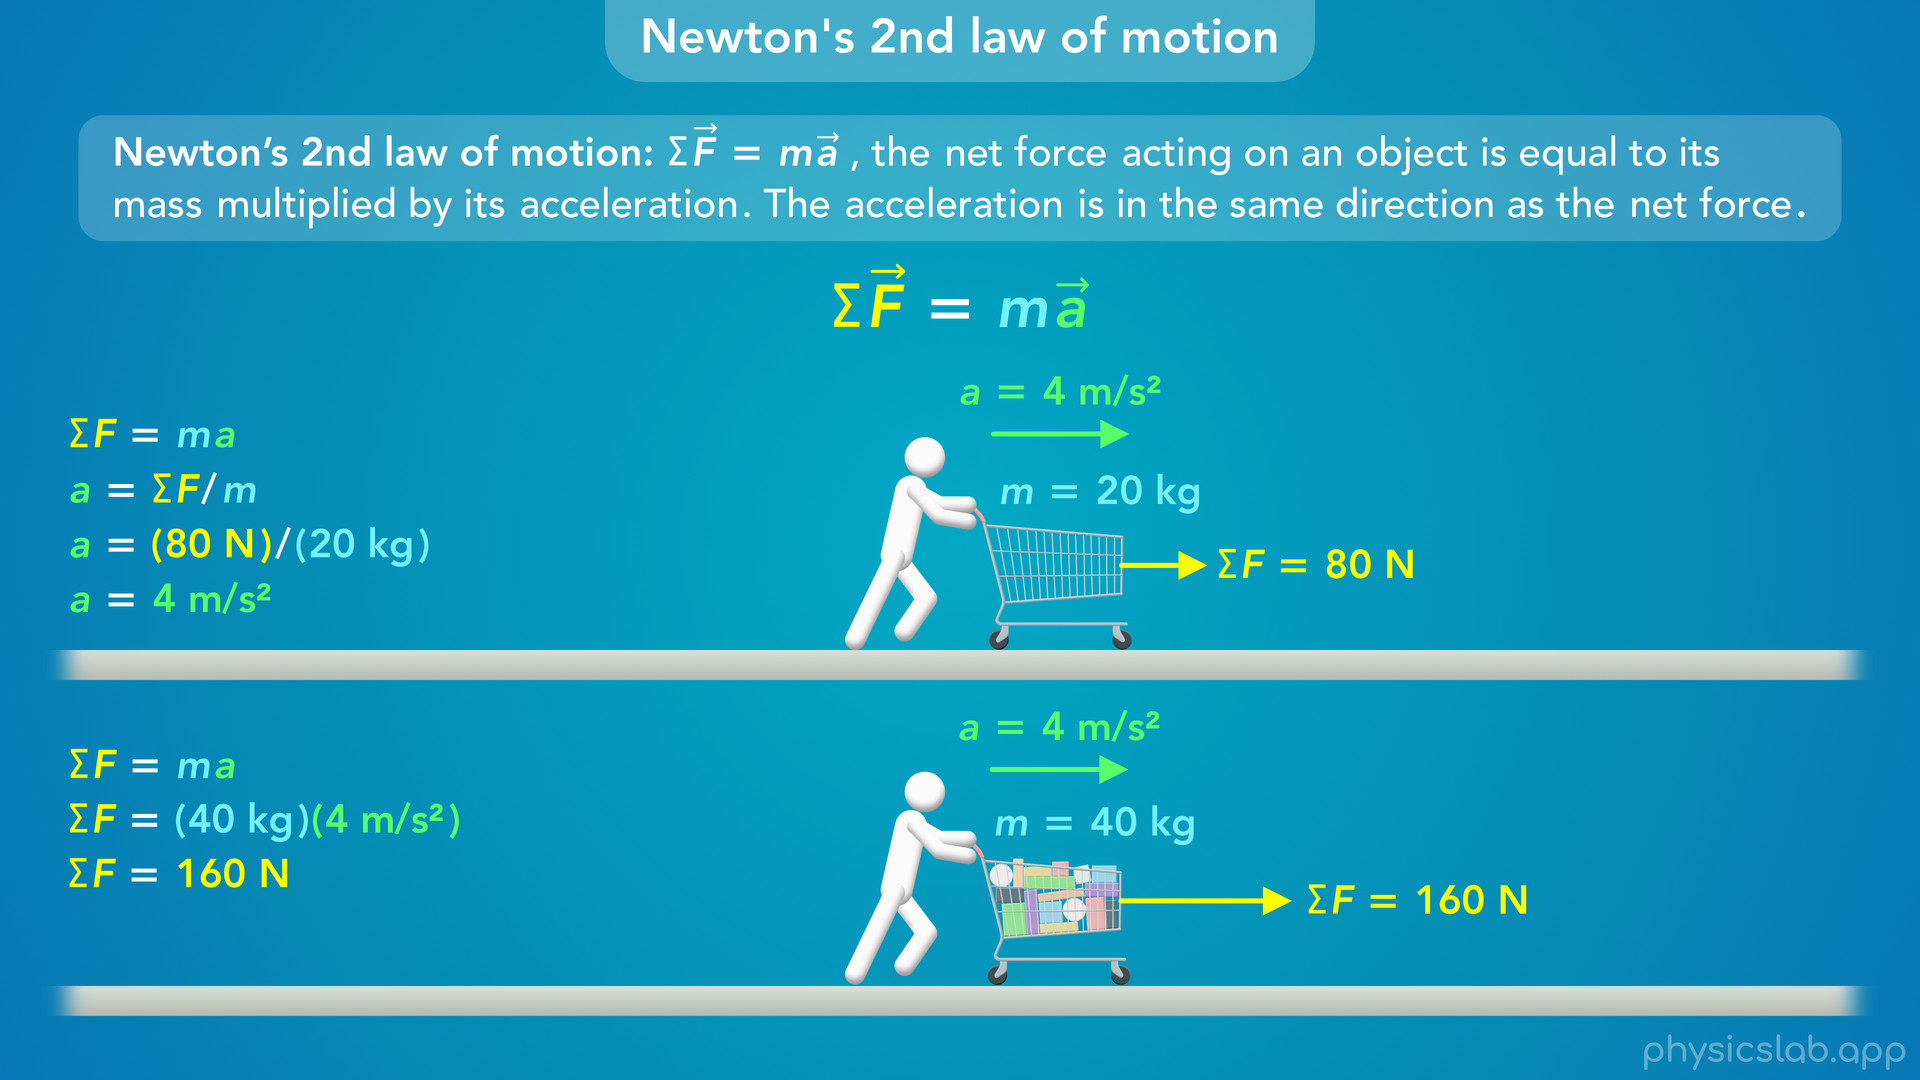 Newton's 2nd law of motion
Newton’s 2nd law of motion: ΣF⃗ = ma⃗ , the net force acting on an object is equal to its
mass multiplied by its acceleration. The acceleration is in the same direction as the net force.
ΣF⃗ = ma⃗
ΣF = ma
a = ΣF/m
a = (80 N)/(20 kg)
a = 4 m/s²
a = 4 m/s²
m = 20 kg
ΣF = 80 N
ΣF = ma
ΣF = (40 kg)(4 m/s²)
ΣF = 160 N
a = 4 m/s²
m = 40 kg
ΣF = 160 N
physicslab.app